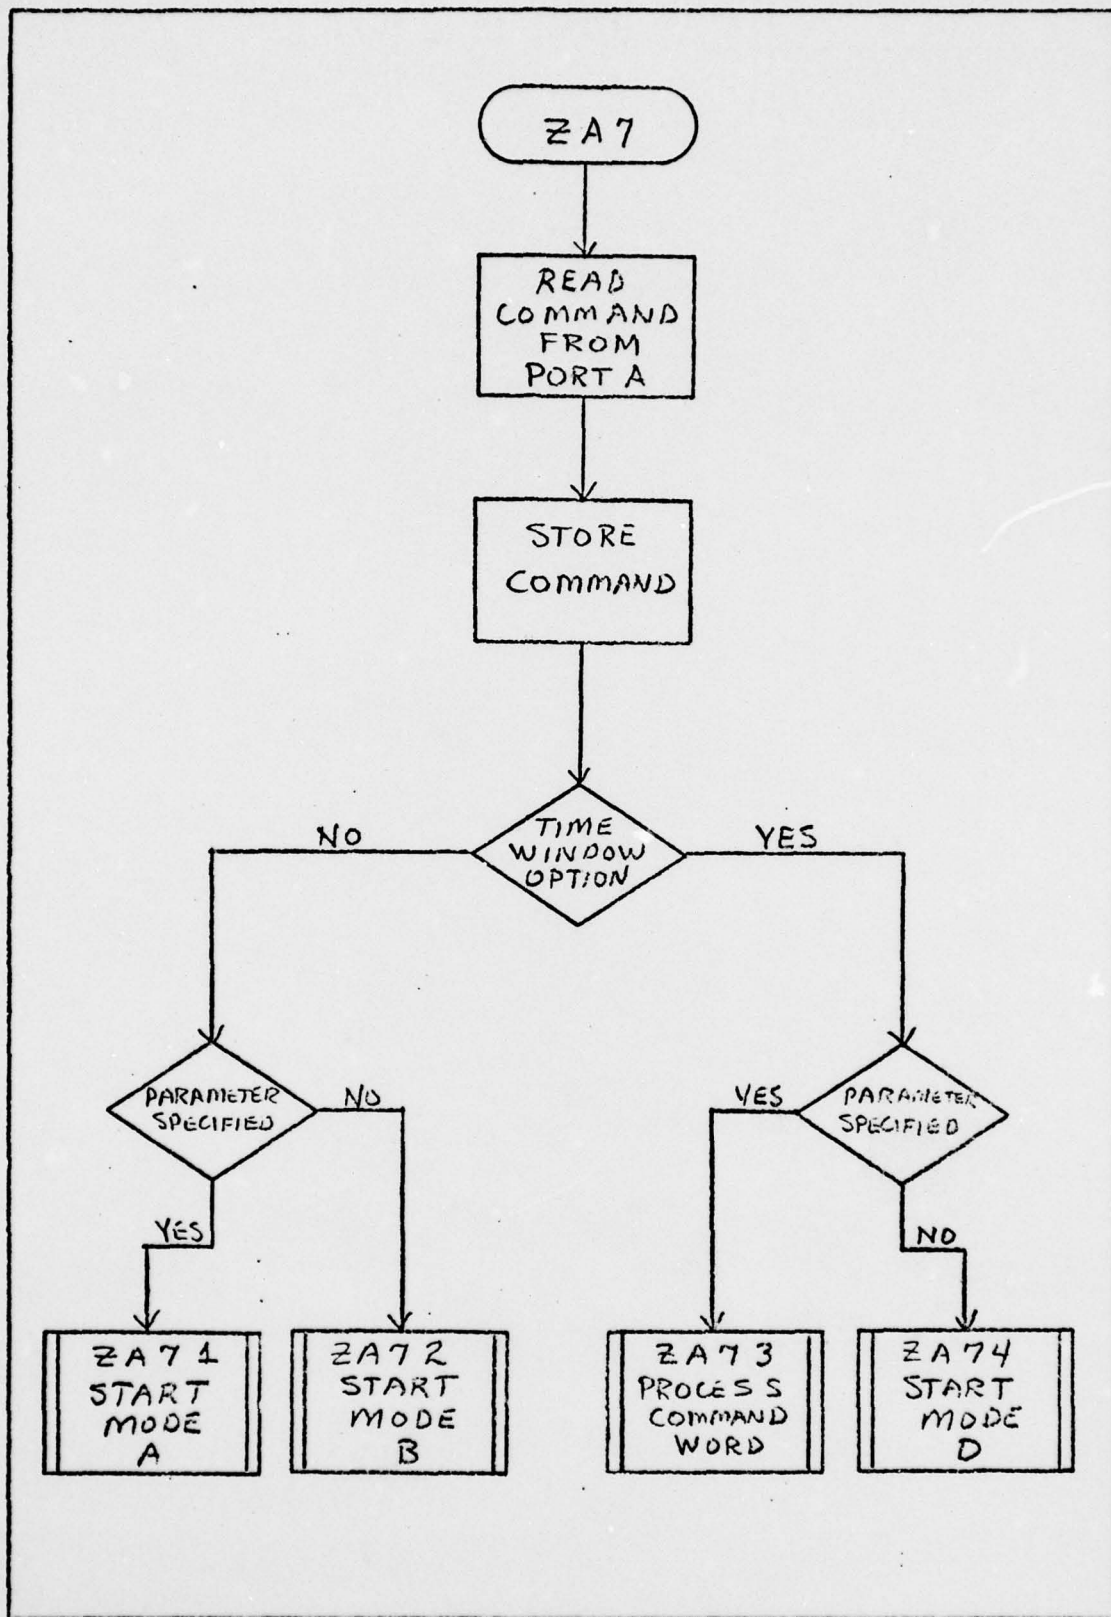 ZA7
READ
COMMAND
FROM
PORT A
STORE
COMMAND
TIME
WINDOW
OPTION
NO
YES
PARAMETER
SPECIFIED
NO
YES
YES
PARAMETER
SPECIFIED
NO
ZA71
START
MODE
A
ZA72
START
MODE
B
ZA73
PROCESS
COMMAND
WORD
ZA74
START
MODE
D